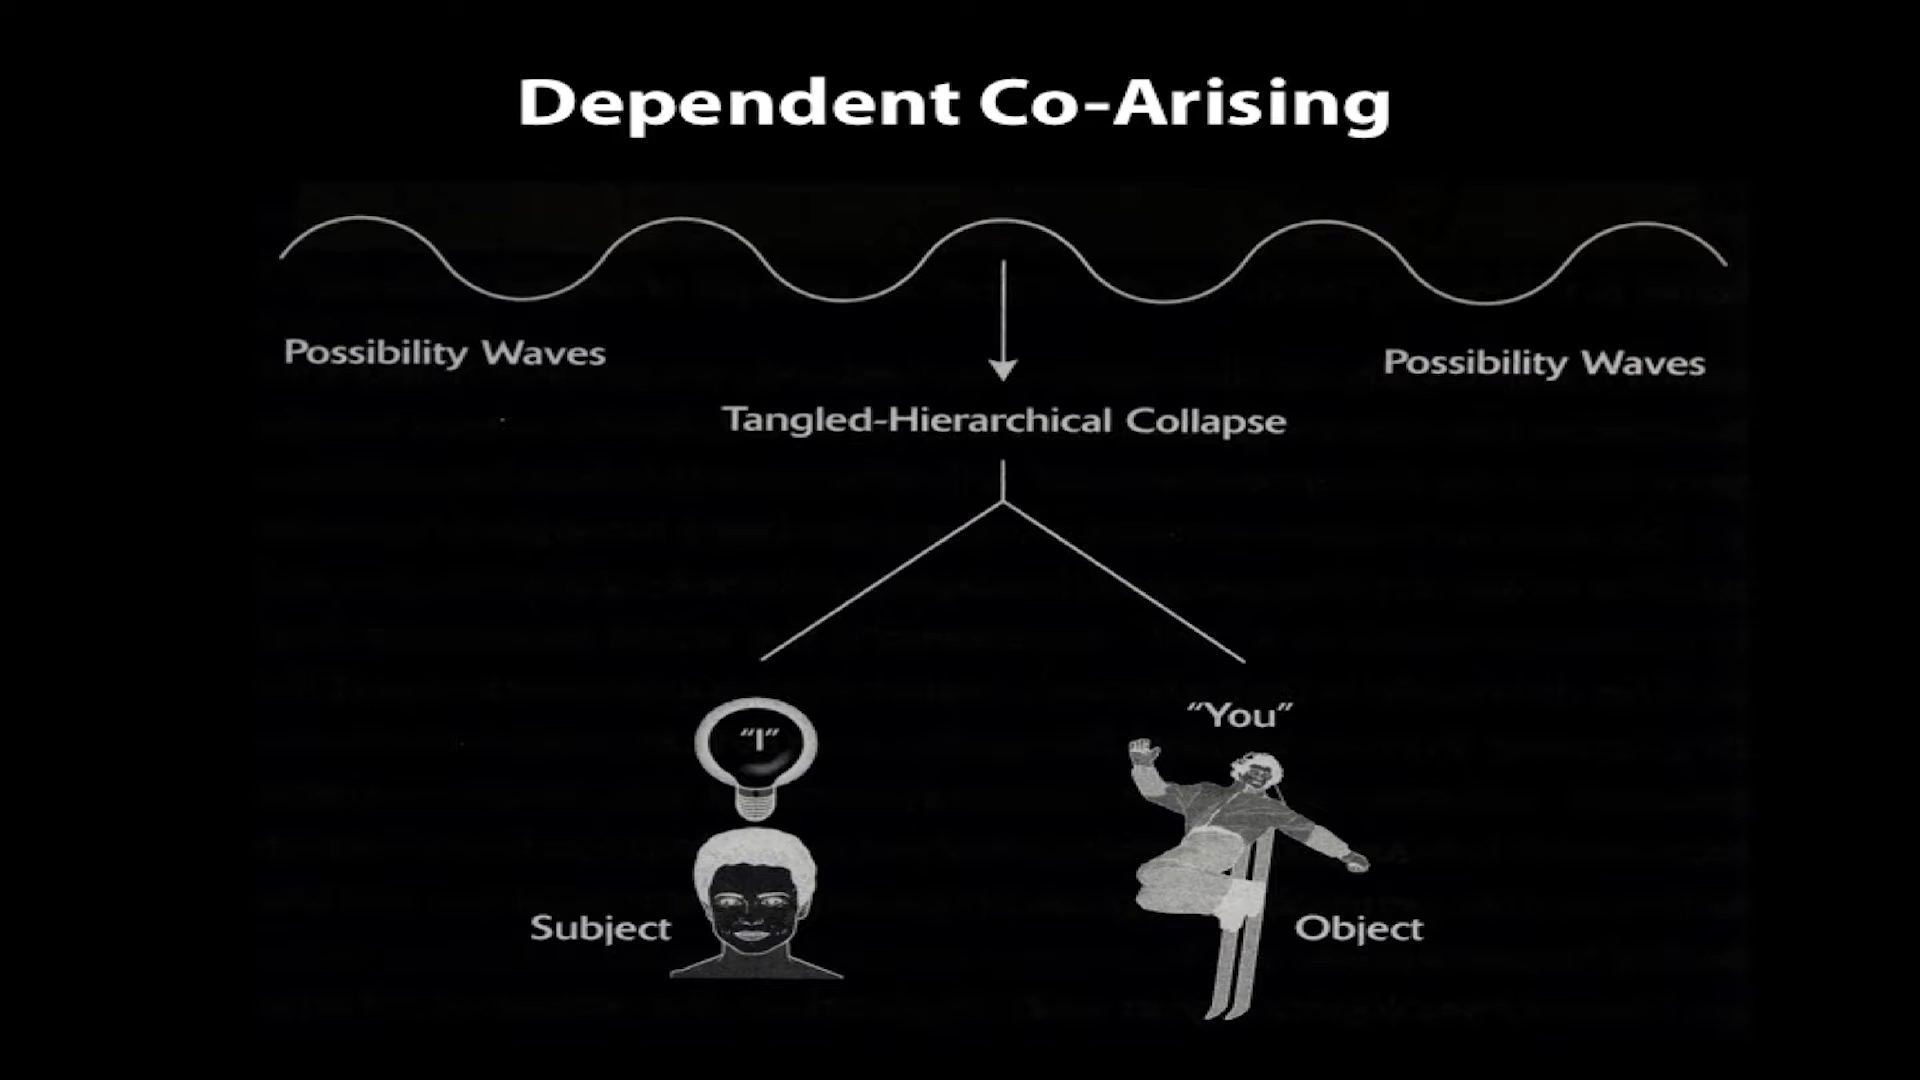 Dependent Co-Arising
Possibility Waves
Possibility Waves
Tangled-Hierarchical Collapse
“I”
“You”
Subject
Object